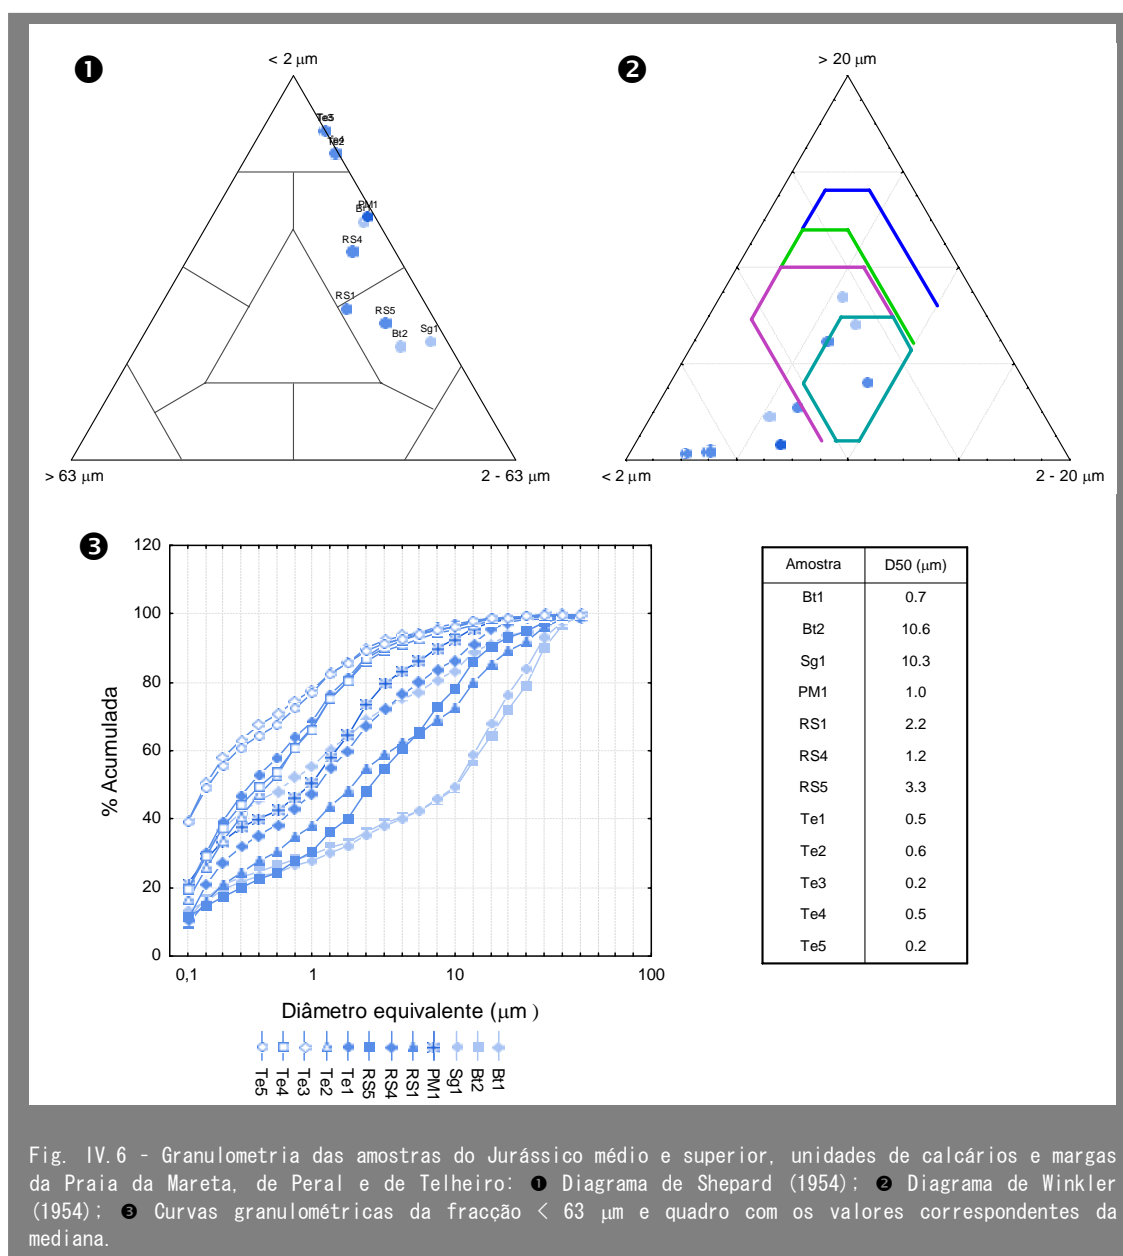 ❶
< 2 μm
Te3
Te5
Te4
Te2
PM1
Bt1
RS4
RS1
RS5
Bt2
Sg1
> 63 μm
2 - 63 μm
❷
> 20 μm
< 2 μm
2 - 20 μm
❸
120
100
80
60
40
20
0
% Acumulada
0,1
1
10
100
Diâmetro equivalente (μm )
Te5
Te4
Te3
Te2
Te1
RS5
RS4
RS1
PM1
Sg1
Bt2
Bt1
Amostra D50 (μm)
Bt1 0.7
Bt2 10.6
Sg1 10.3
PM1 1.0
RS1 2.2
RS4 1.2
RS5 3.3
Te1 0.5
Te2 0.6
Te3 0.2
Te4 0.5
Te5 0.2
Fig. IV.6 - Granulometria das amostras do Jurássico médio e superior, unidades de calcários e margas
da Praia da Mareta, de Peral e de Telheiro: ❶ Diagrama de Shepard (1954); ❷ Diagrama de Winkler
(1954); ❸ Curvas granulométricas da fracção < 63 μm e quadro com os valores correspondentes da
mediana.